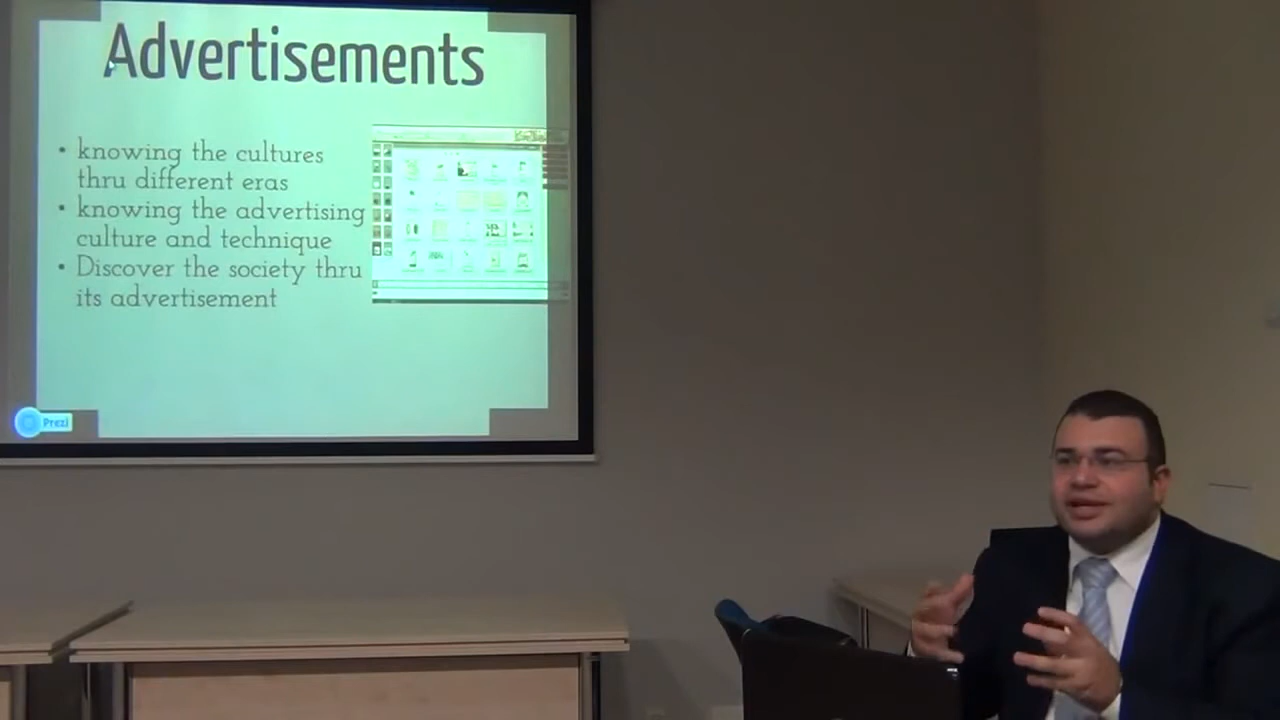 Advertisements
• knowing the cultures
thru different eras
• knowing the advertising
culture and technique
• Discover the society thru
its advertisement
Prezi